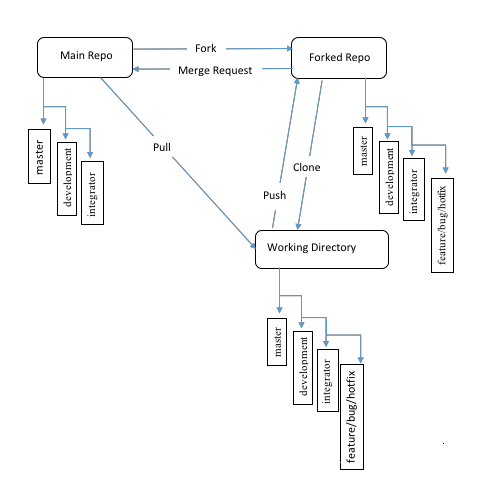 Main Repo
Fork
Forked Repo
Merge Request
Pull
Clone
Push
master
development
integrator
master
development
integrator
feature/bug/hotfix
Working Directory
master
development
integrator
feature/bug/hotfix